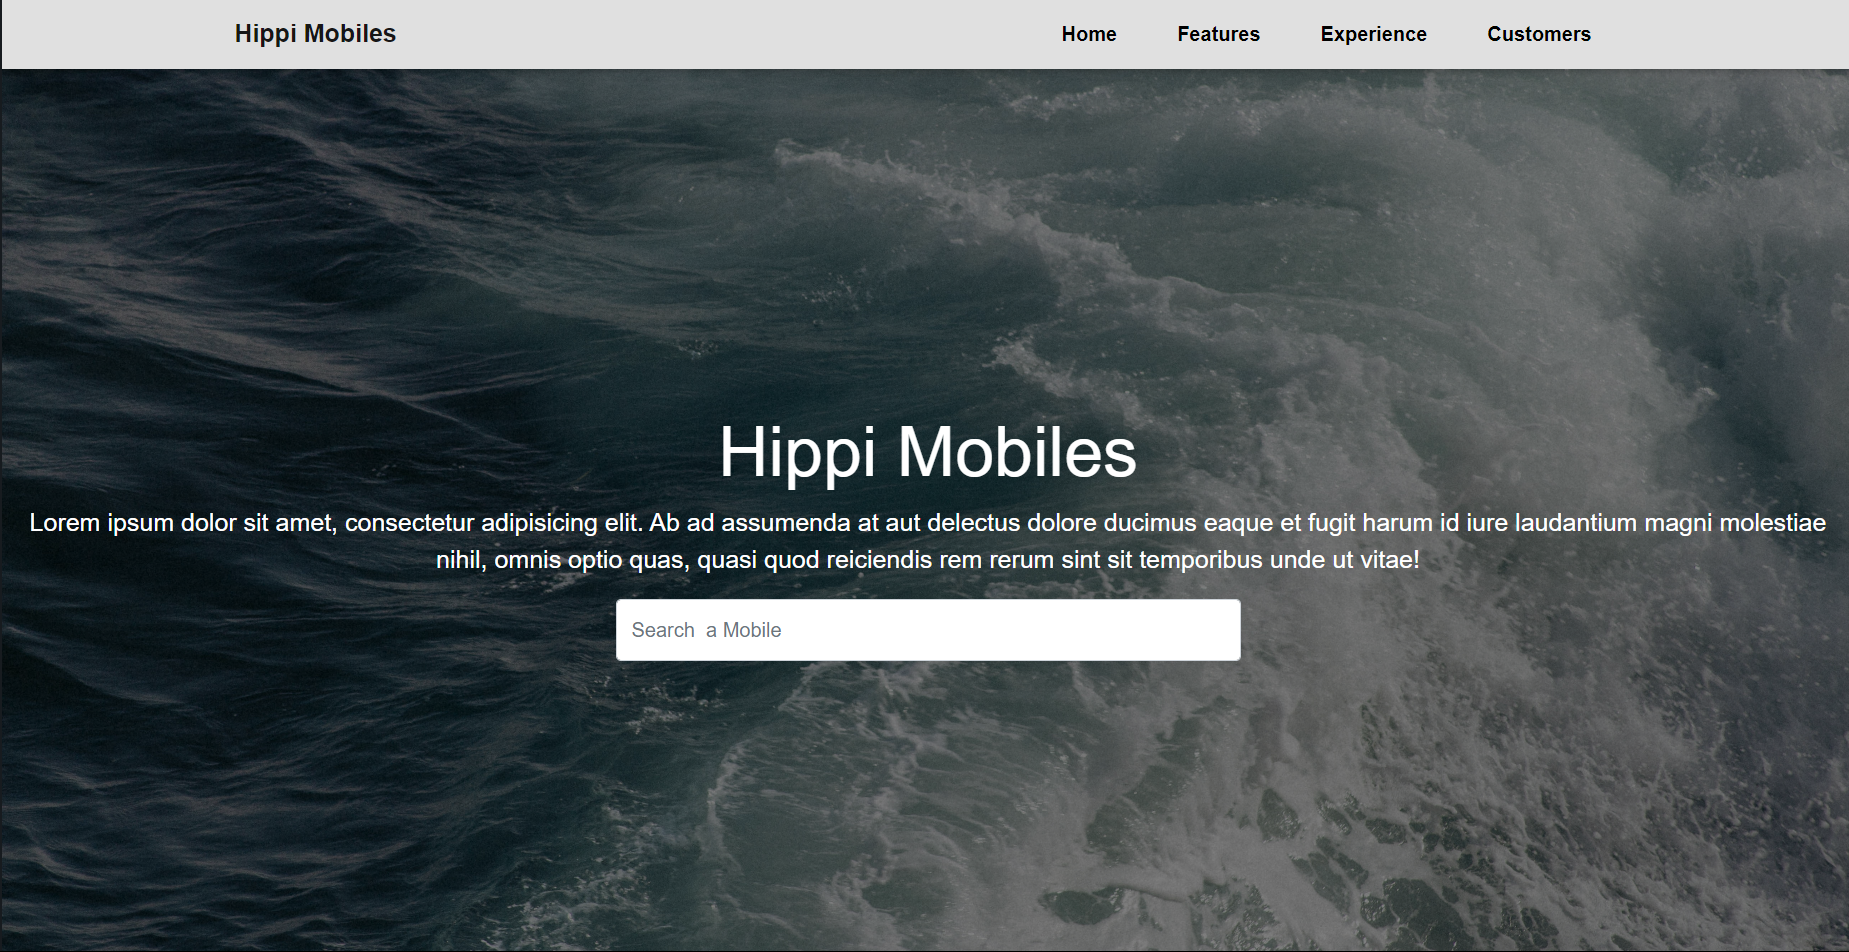 Hippi Mobiles
Home Features Experience Customers
Hippi Mobiles
Lorem ipsum dolor sit amet, consectetur adipisicing elit. Ab ad assumenda at aut delectus dolore ducimus eaque et fugit harum id iure laudantium magni molestiae
nihil, omnis optio quas, quasi quod reiciendis rem rerum sint sit temporibus unde ut vitae!
Search  a Mobile